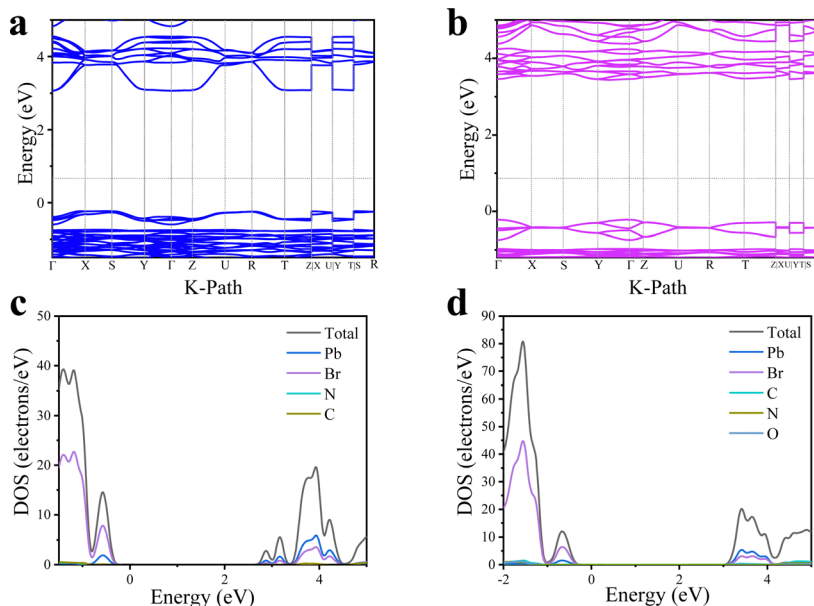 a
Energy (eV)
4
2
0
Γ X S Y Γ Z U R T Z|X U|Y T|S R
K-Path
b
Energy (eV)
4
2
0
Γ X S Y Γ Z U R T Z|XU|YT|S
K-Path
c
DOS (electrons/eV)
50
40
30
20
10
0
0 2 4
Energy (eV)
Total
Pb
Br
N
C
d
DOS (electrons/eV)
90
80
70
60
50
40
30
20
10
0
-2 0 2 4
Energy (eV)
Total
Pb
Br
C
N
O